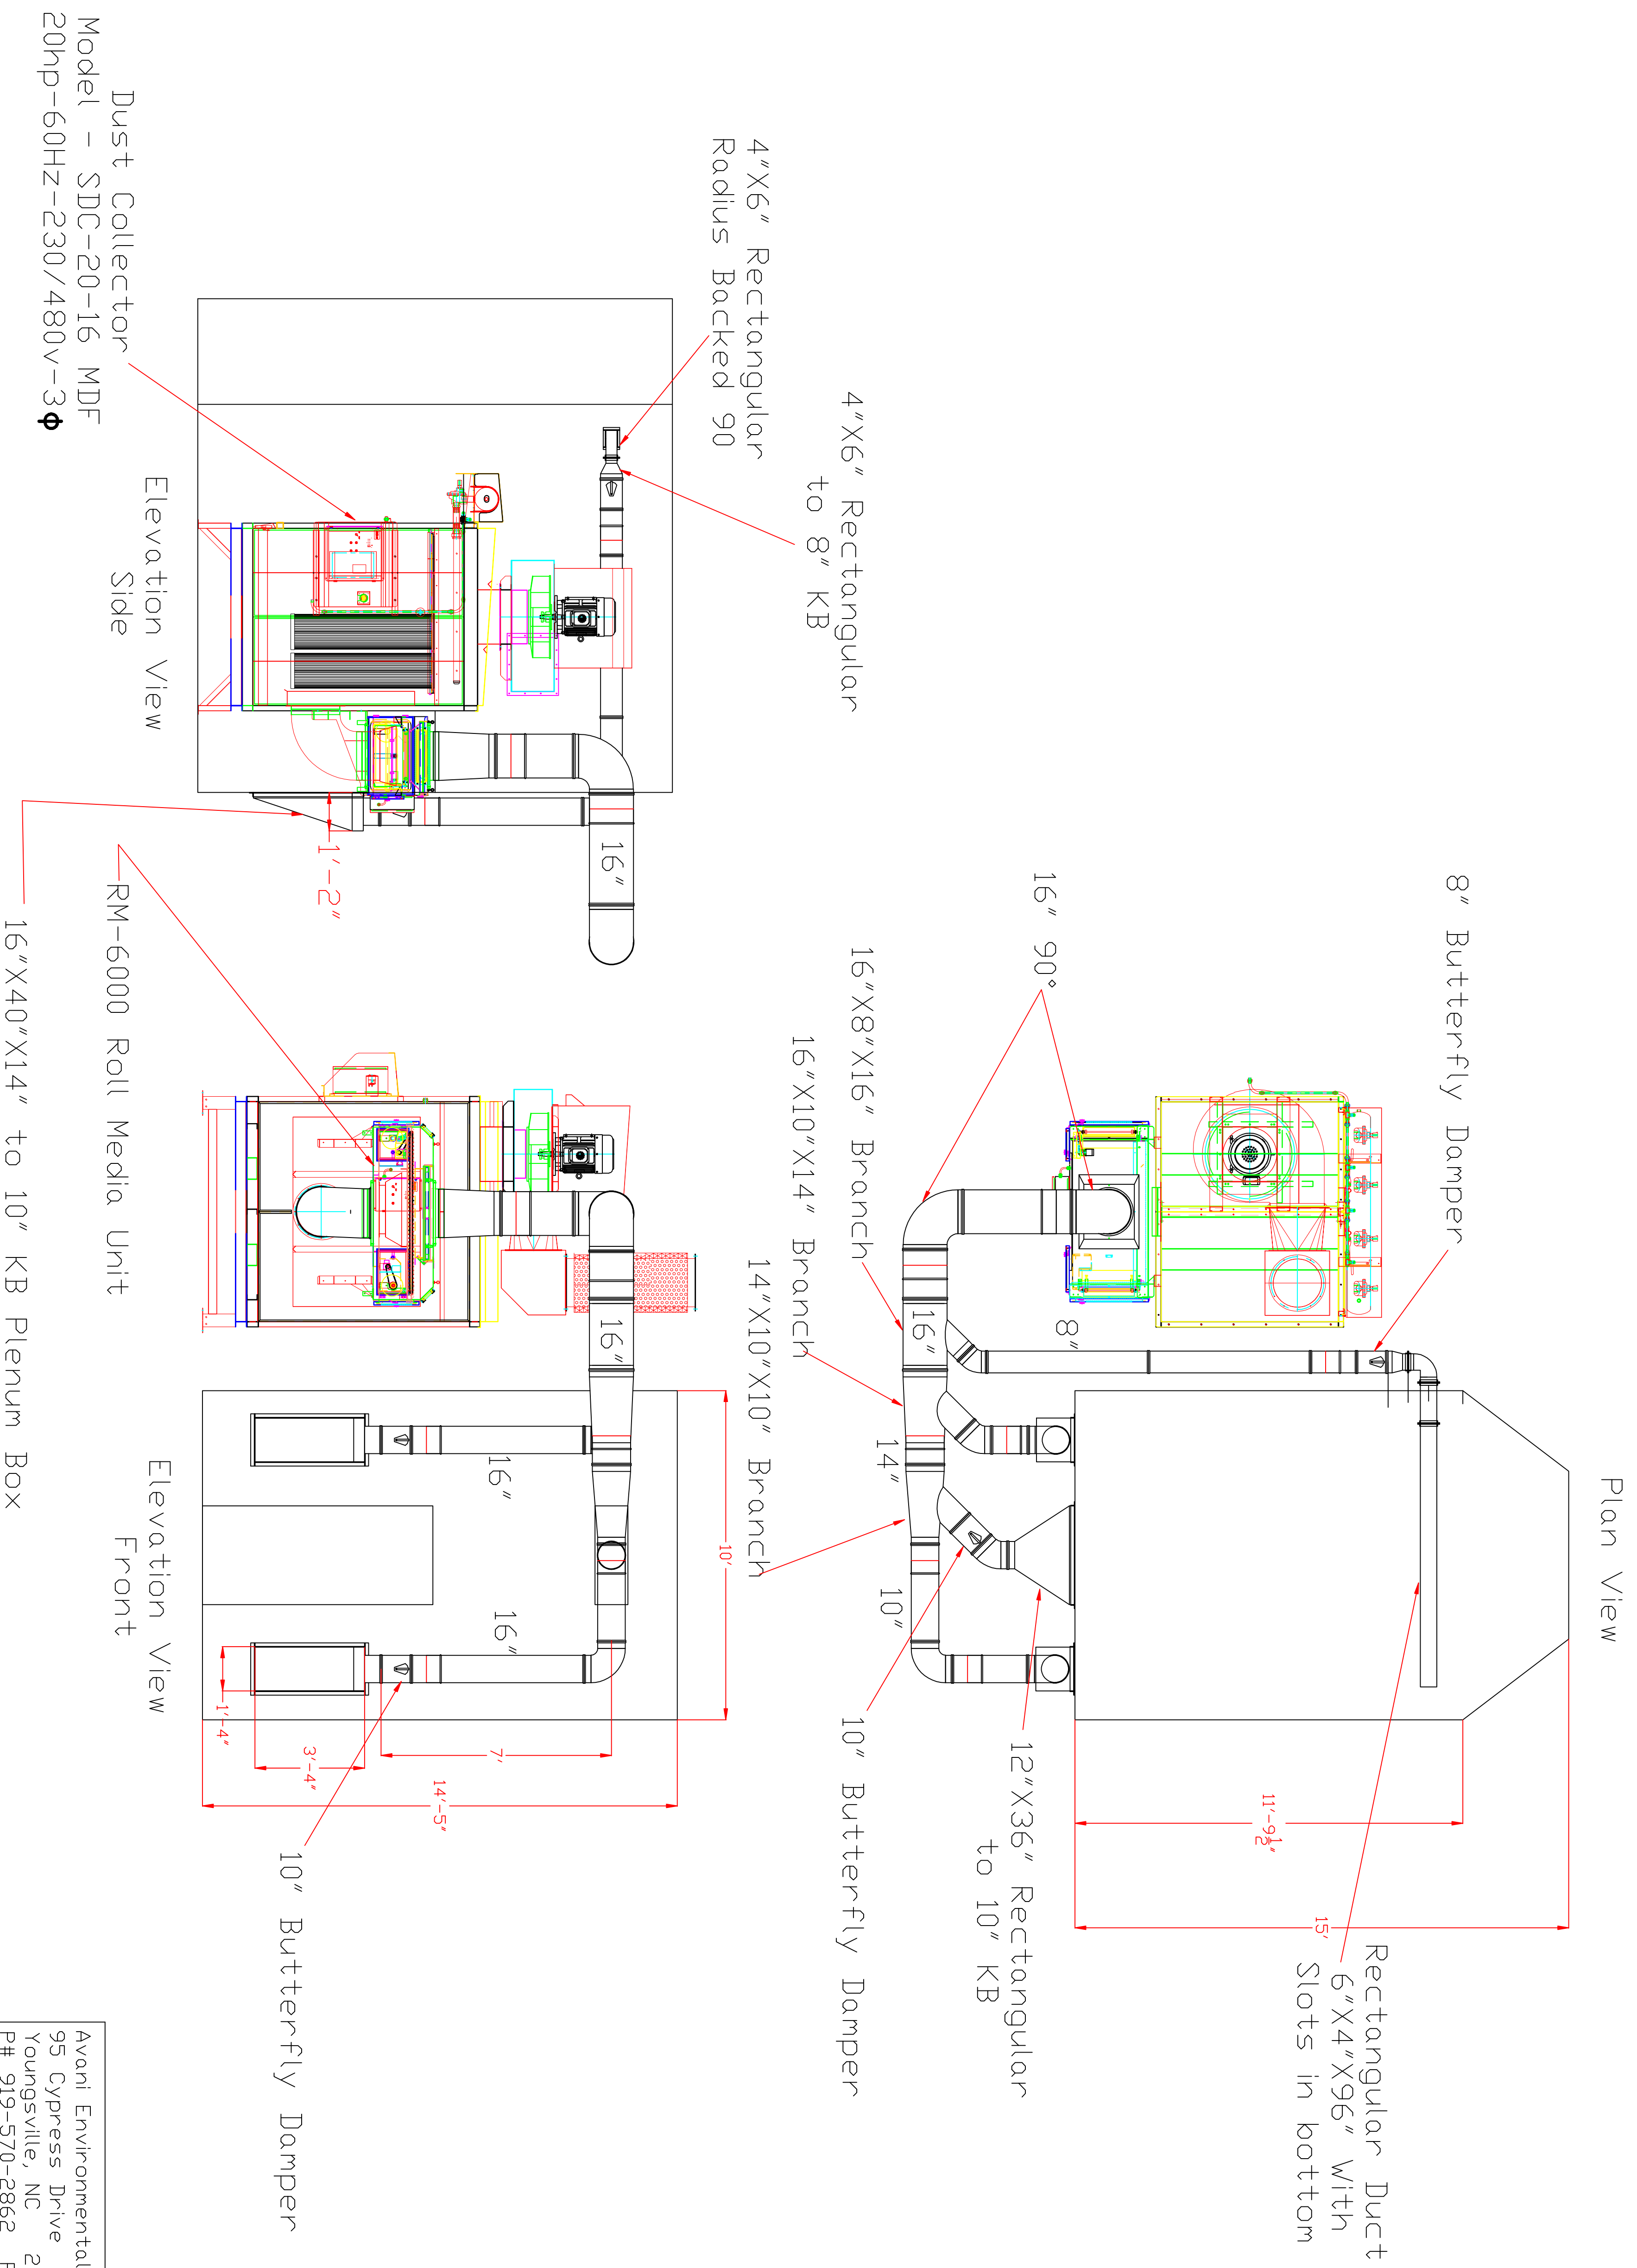 Plan View
8" Butterfly Damper
Rectangular Duct
6"X4"X96" With
Slots in bottom
15'
11'-9½"
8"
16" 90°
16"
14"
10"
12"X36" Rectangular
to 10" KB
10" Butterfly Damper
16"X8"X16" Branch
16"X10"X14" Branch
14"X10"X10" Branch
4"X6" Rectangular
to 8" KB
4"X6" Rectangular
Radius Backed 90
16"
1'-2"
16"
16"
16"
10'
7'
14'-5"
3'-4"
1'-4"
10" Butterfly Damper
Elevation View
Side
Elevation View
Front
Dust Collector
Model - SDC-20-16 MDF
20hp-60Hz-230/480v-3ϕ
RM-6000 Roll Media Unit
16"X40"X14" to 10" KB Plenum Box
Avani Environmental
95 Cypress Drive
Youngsville, NC 2
P# 919-570-2862